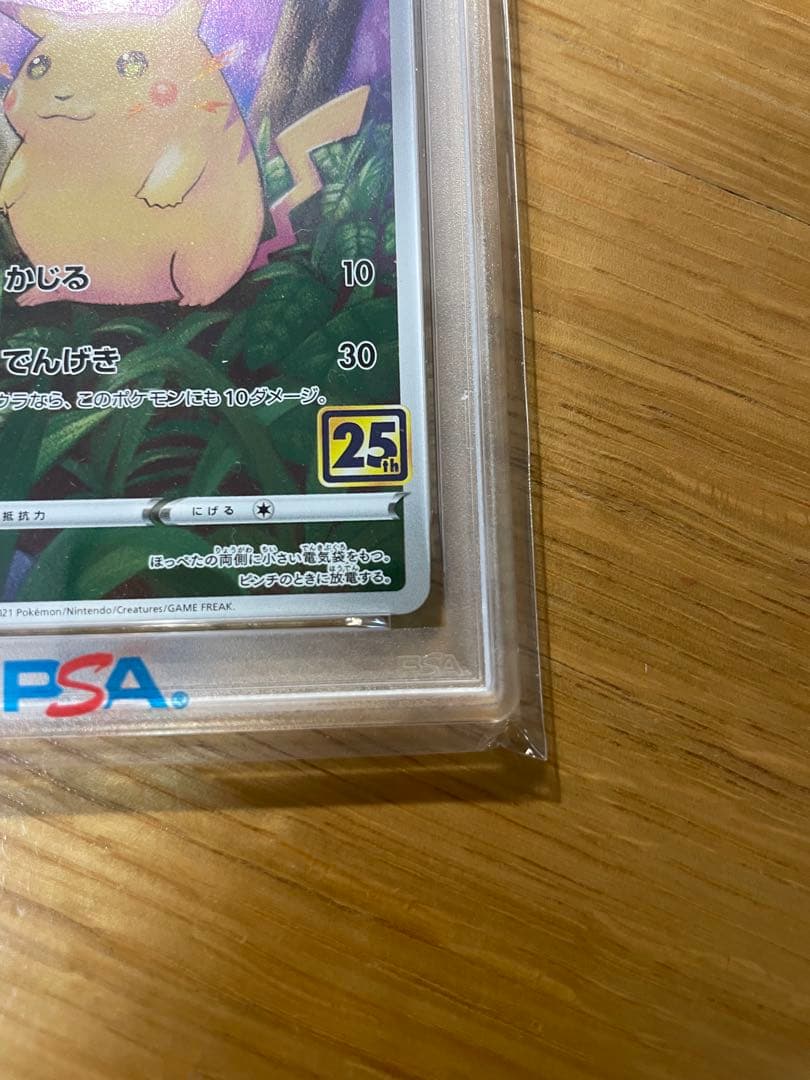 かじる 10
でんげき 30
ウラなら、このポケモンにも10ダメージ。
25th
抵抗力 にげる
ほっぺたの両側に小さい電気袋をもつ。
ピンチのときに放電する。
021 Pokémon/Nintendo/Creatures/GAME FREAK.
PSA
PSA